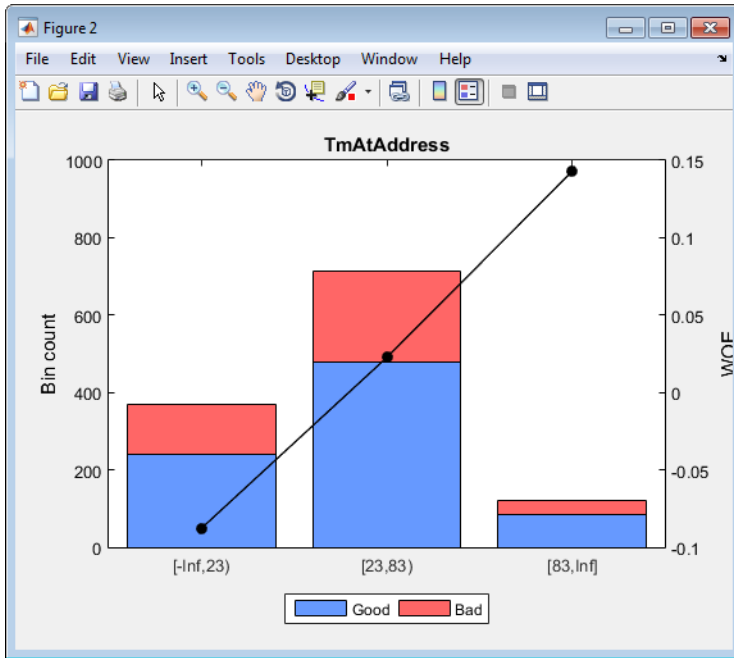 Figure 2
File Edit View Insert Tools Desktop Window Help
TmAtAddress
1000
800
600
400
200
0
Bin count
0.15
0.1
0.05
0
-0.05
-0.1
WOE
[-Inf,23) [23,83) [83,Inf]
Good Bad